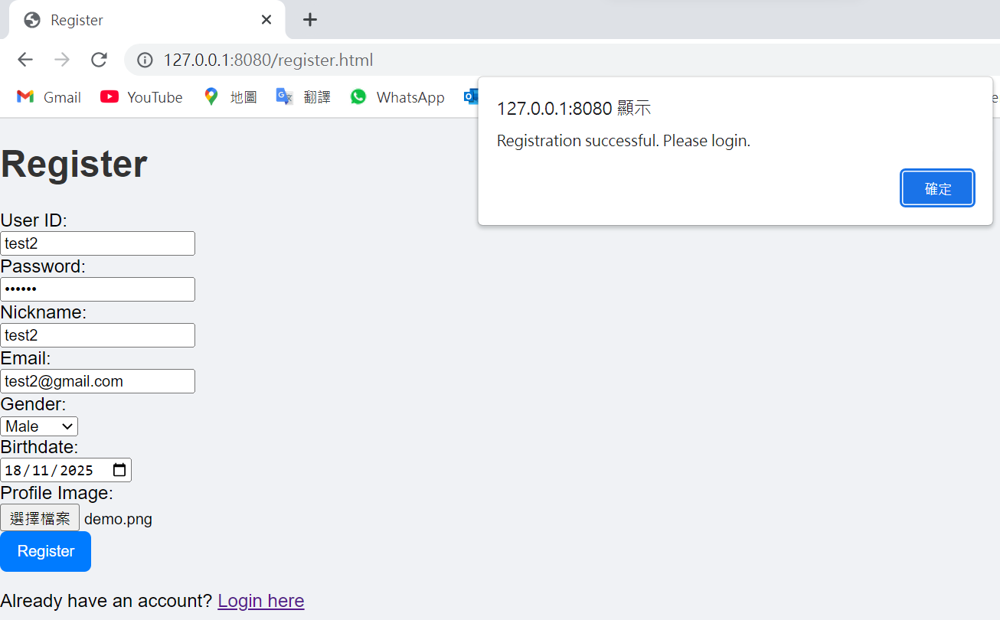 Register
127.0.0.1:8080/register.html
Gmail YouTube 地圖 翻譯 WhatsApp
127.0.0.1:8080 顯示
Registration successful. Please login.
確定
Register
User ID:
test2
Password:
••••••
Nickname:
test2
Email:
test2@gmail.com
Gender:
Male
Birthdate:
18/11/2025
Profile Image:
選擇檔案 demo.png
Register
Already have an account? Login here